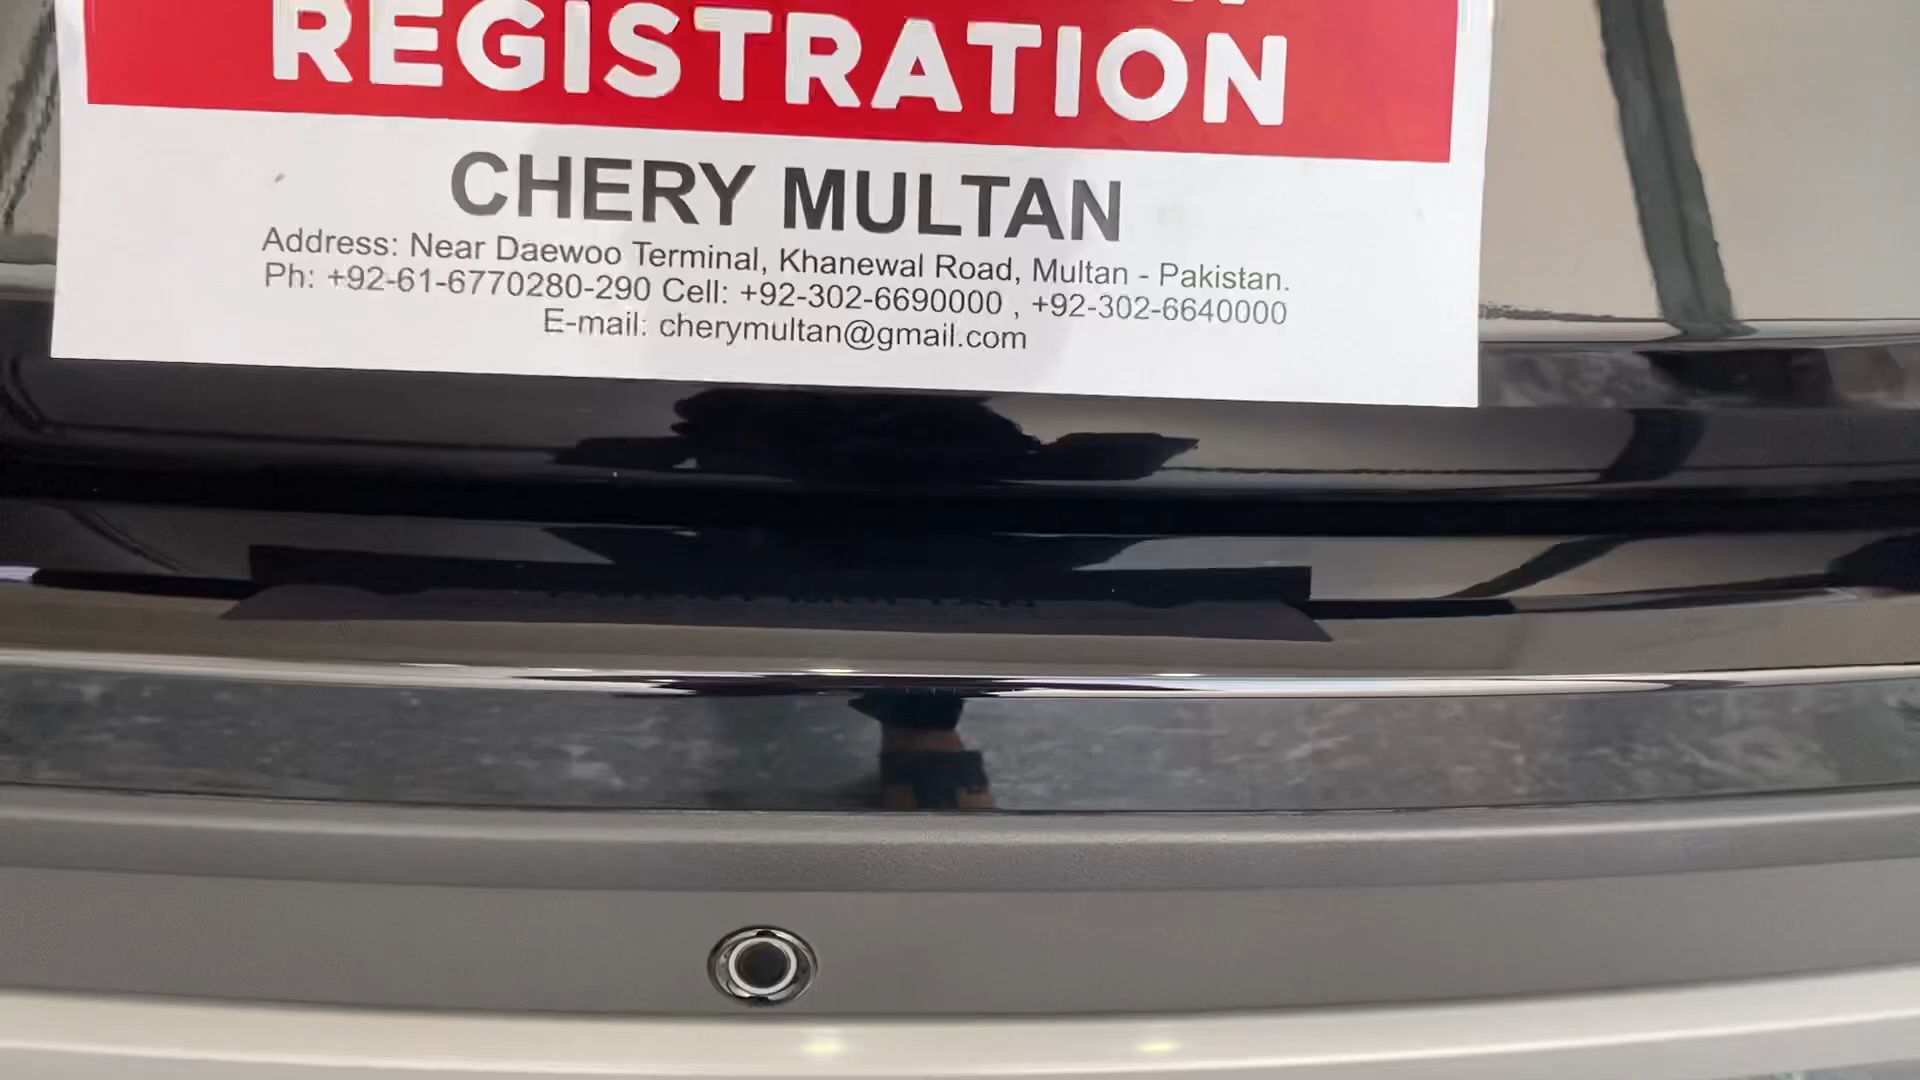 REGISTRATION
CHERY MULTAN
Address: Near Daewoo Terminal, Khanewal Road, Multan - Pakistan.
Ph: +92-61-6770280-290 Cell: +92-302-6690000 , +92-302-6640000
E-mail: cherymultan@gmail.com